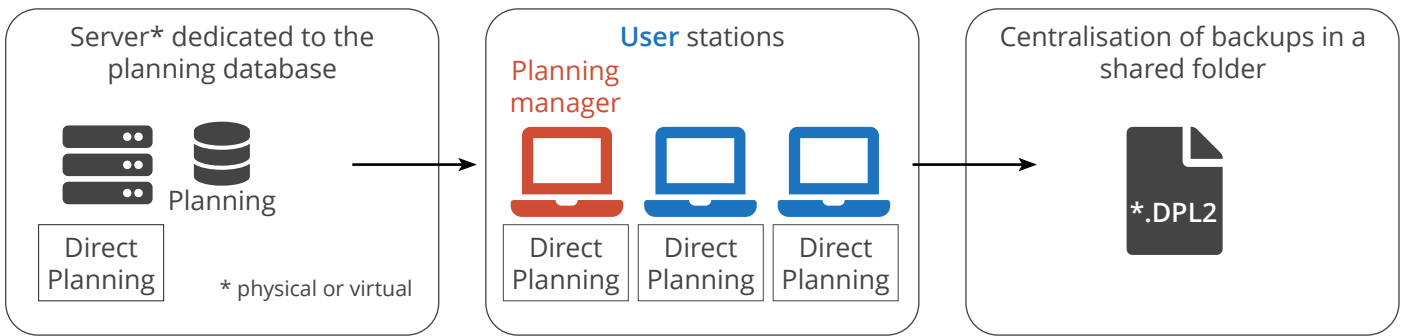 Server* dedicated to the
planning database
Planning
Direct
Planning
* physical or virtual
User stations
Planning
manager
Direct
Planning
Direct
Planning
Direct
Planning
Centralisation of backups in a
shared folder
*.DPL2